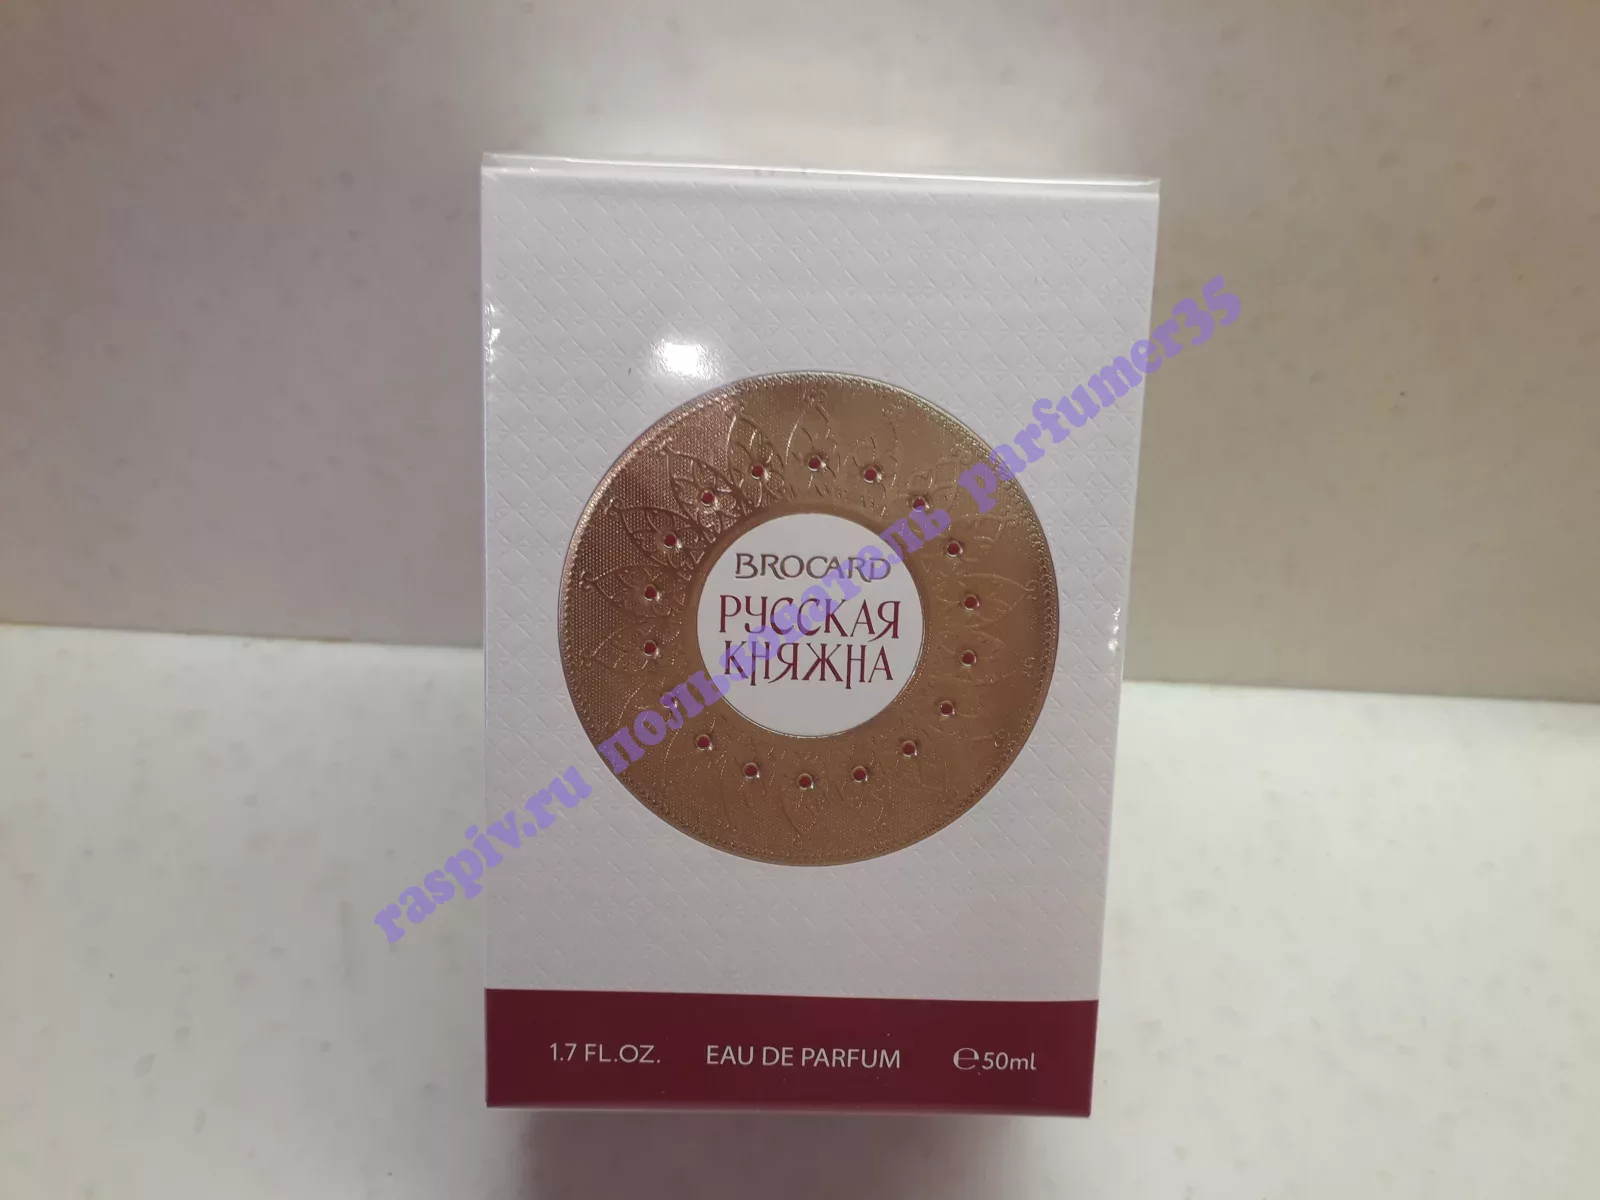 BROCARD
РУССКАЯ
КНЯЖНА
1.7 FL.OZ. EAU DE PARFUM ℮50ml
raspiv.ru пользователь parfumer35